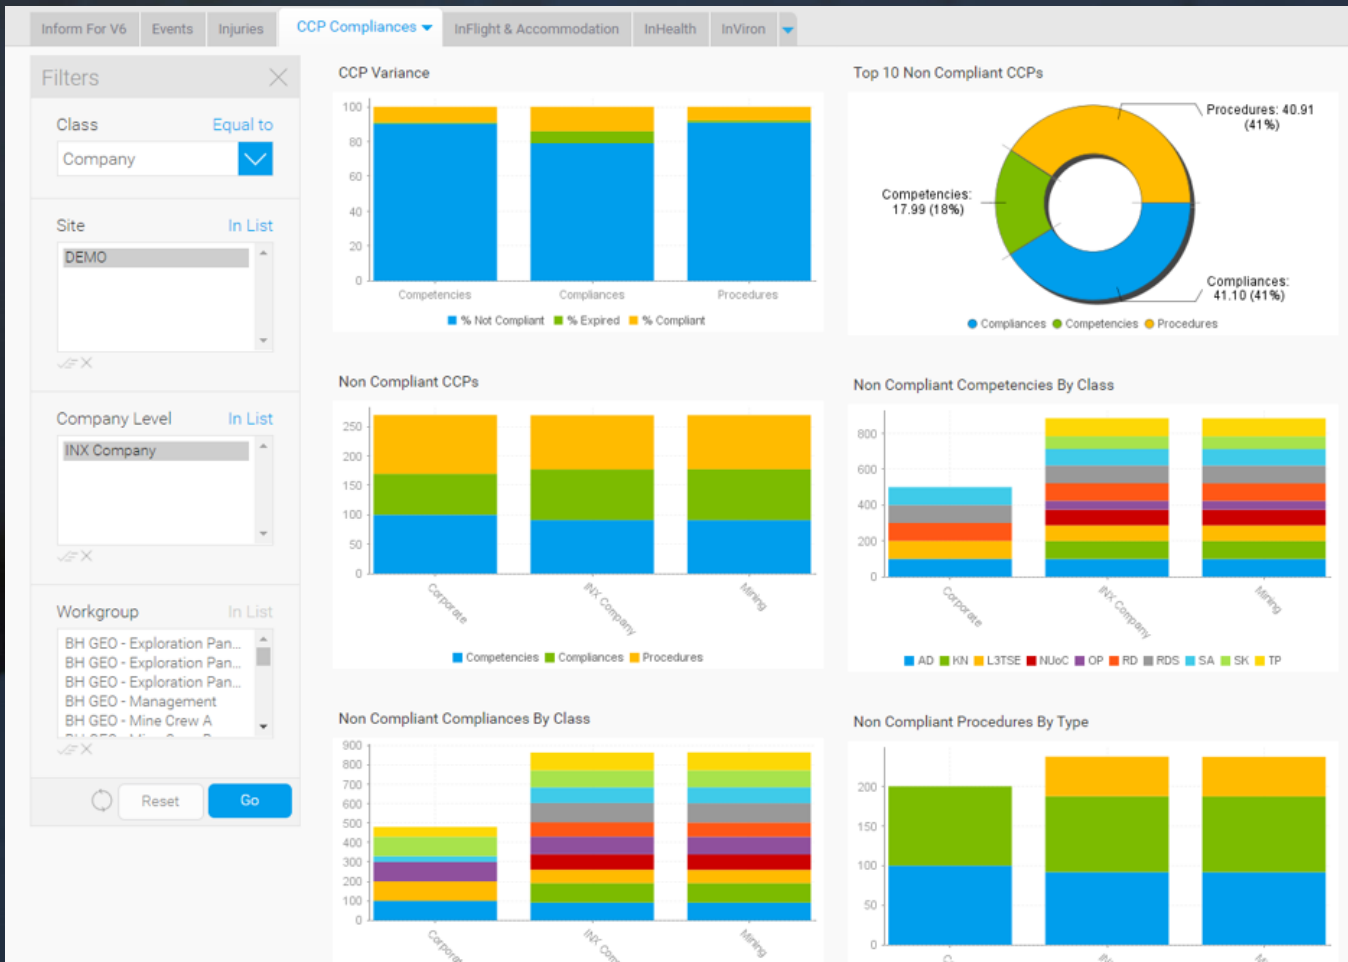 Inform For V6
Events
Injuries
CCP Compliances
InFlight & Accommodation
InHealth
InViron
Filters
Class
Equal to
Company
Site
In List
DEMO
Company Level
In List
INX Company
Workgroup
In List
BH GEO - Exploration Pan...
BH GEO - Exploration Pan...
BH GEO - Exploration Pan...
BH GEO - Management
BH GEO - Mine Crew A
Reset
Go
CCP Variance
100
80
60
40
20
0
Competencies
Compliances
Procedures
% Not Compliant
% Expired
% Compliant
Top 10 Non Compliant CCPs
Procedures: 40.91
(41%)
Competencies:
17.99 (18%)
Compliances:
41.10 (41%)
Compliances
Competencies
Procedures
Non Compliant CCPs
250
200
150
100
50
0
Corporate
INX Company
Mining
Competencies
Compliances
Procedures
Non Compliant Competencies By Class
800
600
400
200
0
Corporate
INX Company
Mining
AD
KN
L3TSE
NUoC
OP
RD
RDS
SA
SK
TP
Non Compliant Compliances By Class
900
800
700
600
500
400
300
200
100
0
Corporate
INX Com
Mining
Non Compliant Procedures By Type
200
150
100
50
0